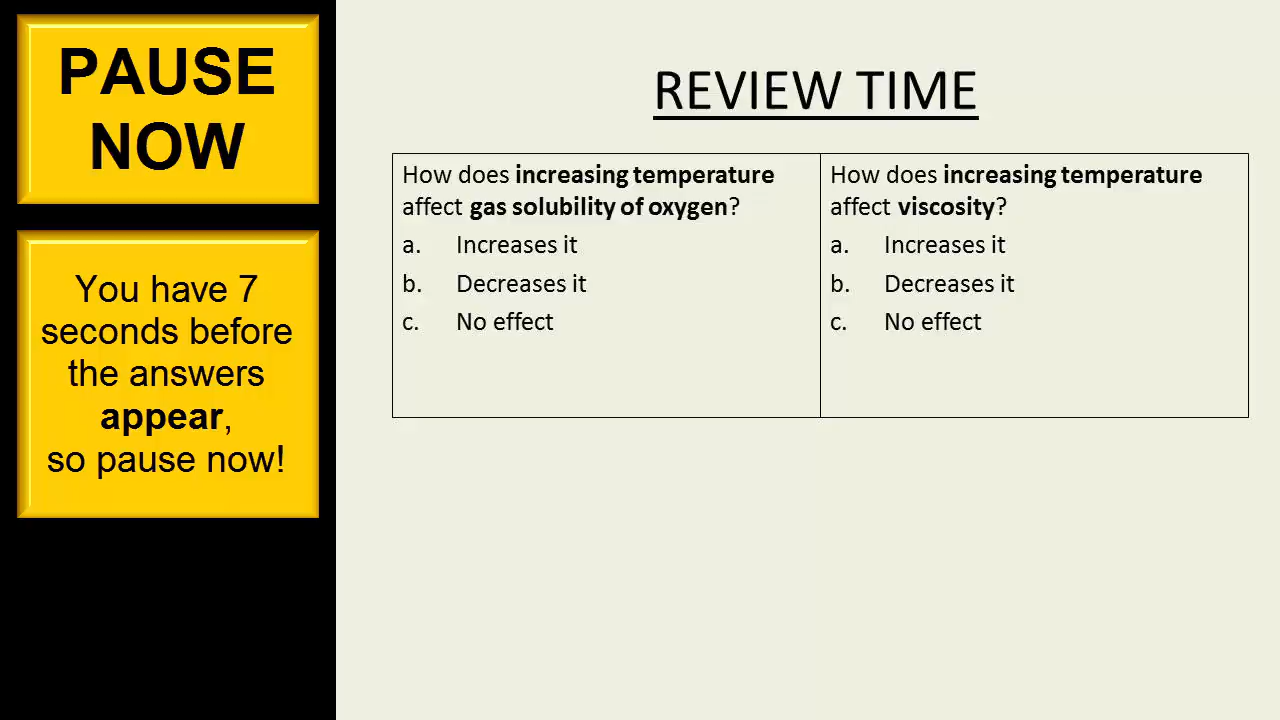 PAUSE
NOW
You have 7
seconds before
the answers
appear,
so pause now!
REVIEW TIME
How does increasing temperature
affect gas solubility of oxygen?
a. Increases it
b. Decreases it
c. No effect
How does increasing temperature
affect viscosity?
a. Increases it
b. Decreases it
c. No effect